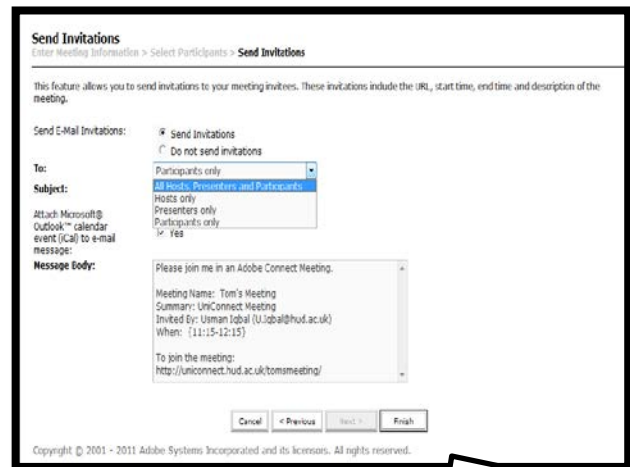 Send Invitations
Enter Meeting Information > Select Participants > Send Invitations
This feature allows you to send invitations to your meeting invitees. These invitations include the URL, start time, end time and description of the
meeting.
Send E-Mail Invitations:
Send Invitations
Do not send invitations
To:
Participants only
Subject:
All Hosts, Presenters and Participants
Hosts only
Presenters only
Participants only
Attach Microsoft®
Outlook™ calendar
event (iCal) to e-mail
message:
Yes
Message Body:
Please join me in an Adobe Connect Meeting.
Meeting Name: Tom's Meeting
Summary: UniConnect Meeting
Invited By: Usman Iqbal (U.Iqbal@hud.ac.uk)
When: {11:15-12:15}
To join the meeting:
http://uniconnect.hud.ac.uk/tomsmeeting/
Cancel
< Previous
Next >
Finish
Copyright © 2001 - 2011 Adobe Systems Incorporated and its licensors. All rights reserved.